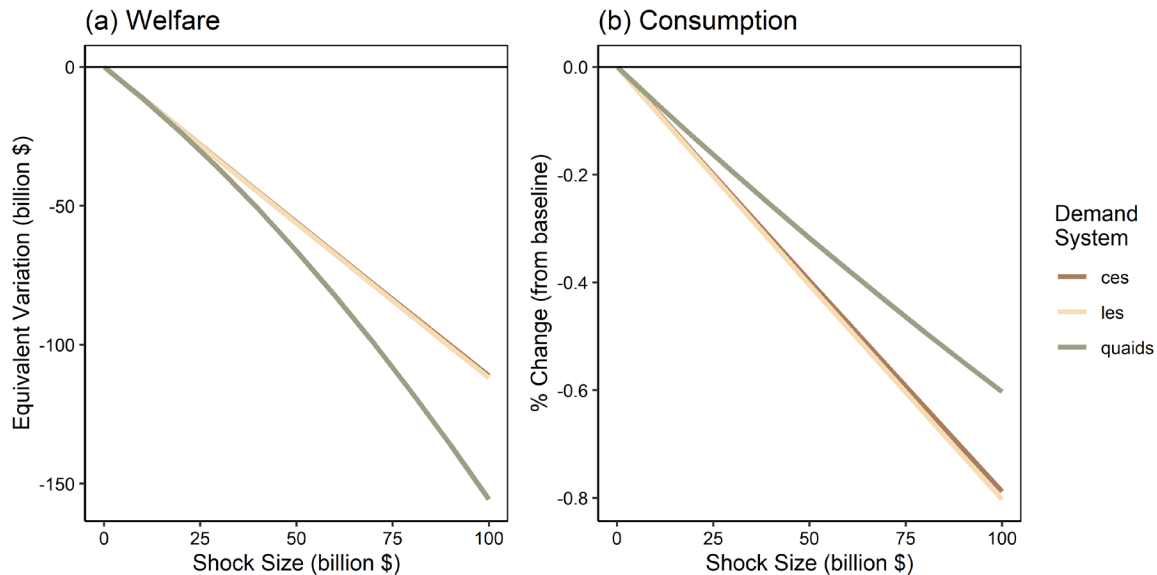 (a) Welfare
Equivalent Variation (billion $)
0
-50
-100
-150
0
25
50
75
100
Shock Size (billion $)
(b) Consumption
% Change (from baseline)
0.0
-0.2
-0.4
-0.6
-0.8
0
25
50
75
100
Shock Size (billion $)
Demand
System
ces
les
quaids